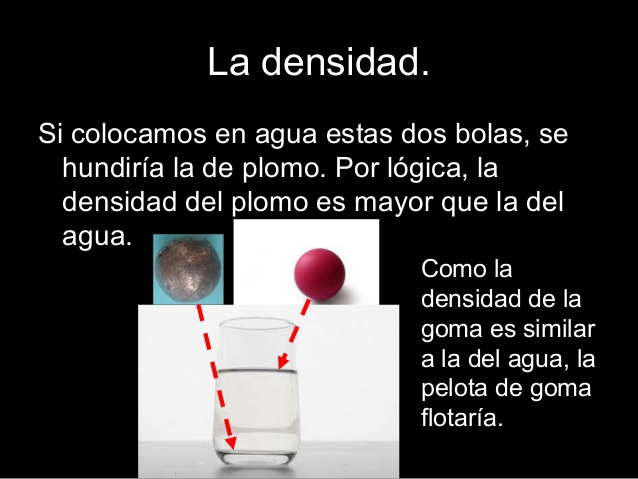 La densidad.
Si colocamos en agua estas dos bolas, se
hundiría la de plomo. Por lógica, la
densidad del plomo es mayor que la del
agua.
Como la
densidad de la
goma es similar
a la del agua, la
pelota de goma
flotaría.